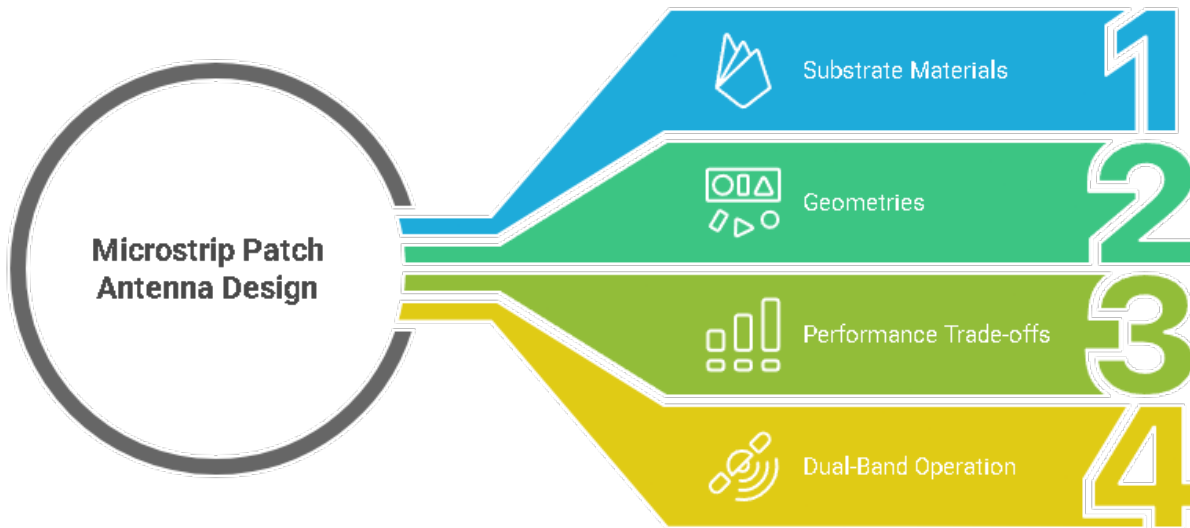 Microstrip Patch
Antenna Design
Substrate Materials
1
Geometries
2
Performance Trade-offs
3
Dual-Band Operation
4